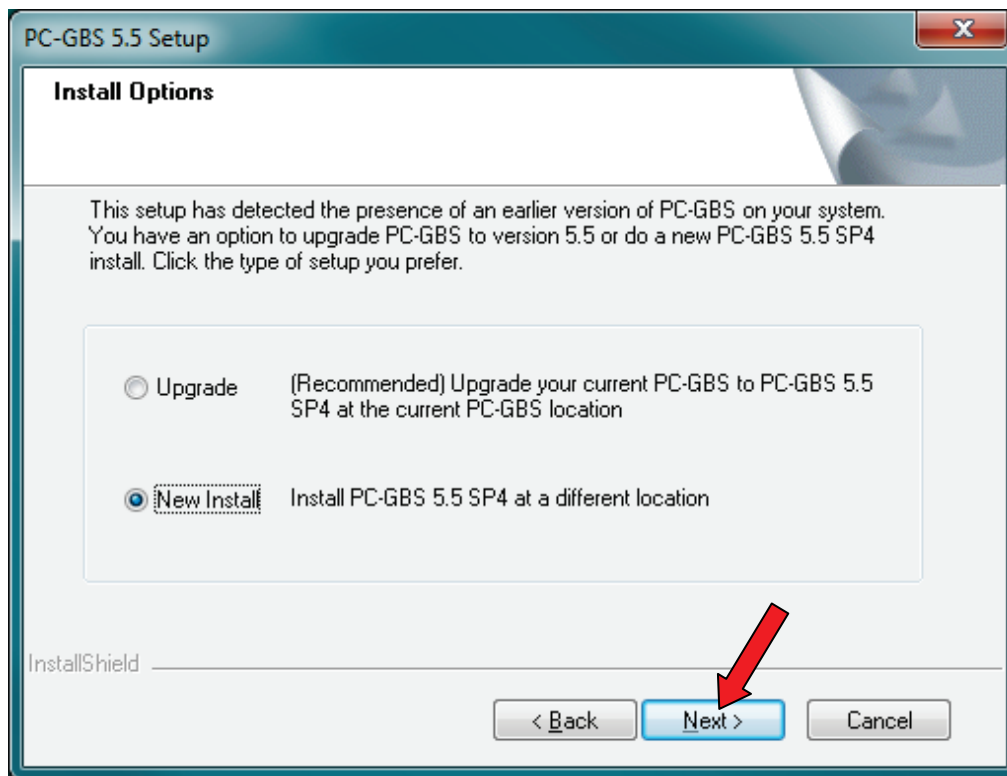 PC-GBS 5.5 Setup
Install Options
This setup has detected the presence of an earlier version of PC-GBS on your system.
You have an option to upgrade PC-GBS to version 5.5 or do a new PC-GBS 5.5 SP4
install. Click the type of setup you prefer.
Upgrade
(Recommended) Upgrade your current PC-GBS to PC-GBS 5.5
SP4 at the current PC-GBS location
New Install
Install PC-GBS 5.5 SP4 at a different location
InstallShield
< Back
Next >
Cancel